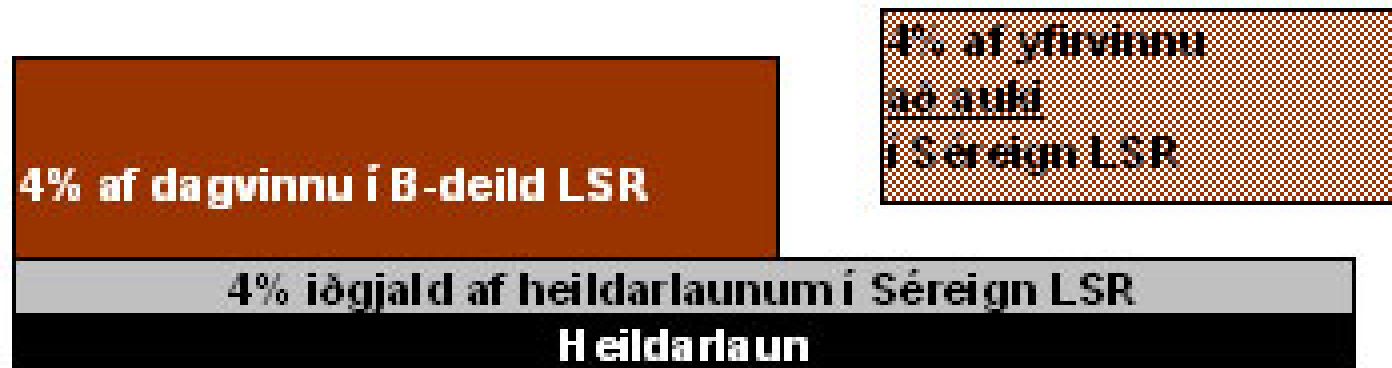 4% af yfirvinnu
að auki
í Séreign LSR
4% af dagvinnu í B-deild LSR
4% iðgjald af heildarlaunum í Séreign LSR
Heildarlaun